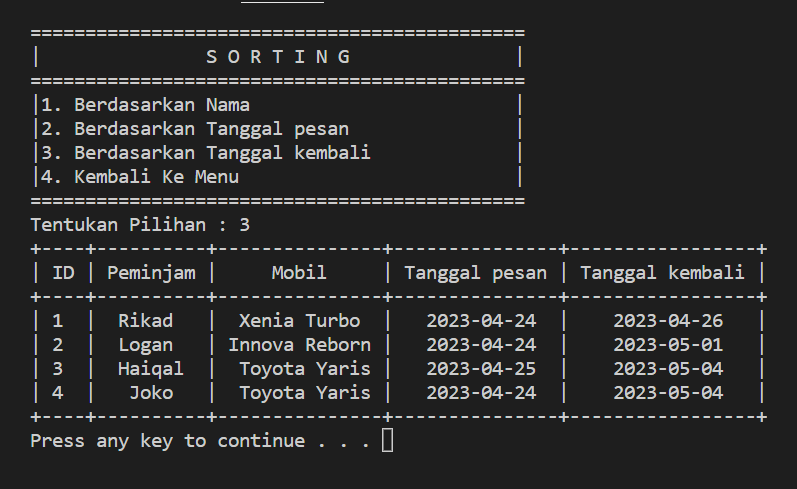 =============================================
|               S O R T I N G               |
=============================================
|1. Berdasarkan Nama                        |
|2. Berdasarkan Tanggal pesan               |
|3. Berdasarkan Tanggal kembali             |
|4. Kembali Ke Menu                         |
=============================================
Tentukan Pilihan : 3
+----+----------+---------------+---------------+-----------------+
| ID | Peminjam |     Mobil     | Tanggal pesan | Tanggal kembali |
+----+----------+---------------+---------------+-----------------+
| 1  |  Rikad   |  Xenia Turbo  |   2023-04-24  |    2023-04-26   |
| 2  |  Logan   | Innova Reborn |   2023-04-24  |    2023-05-01   |
| 3  |  Haiqal  |  Toyota Yaris |   2023-04-25  |    2023-05-04   |
| 4  |   Joko   |  Toyota Yaris |   2023-04-24  |    2023-05-04   |
+----+----------+---------------+---------------+-----------------+
Press any key to continue . . .